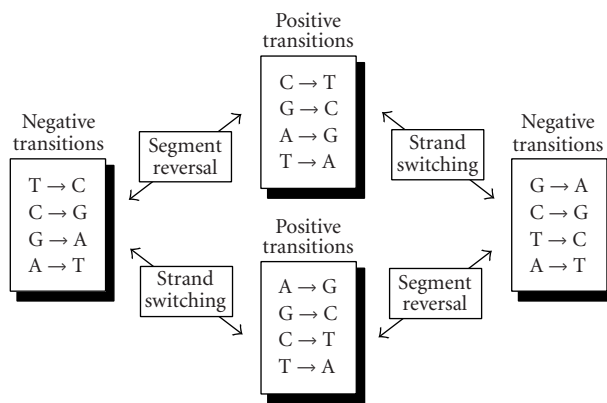 Positive
transitions
C → T
G → C
A → G
T → A
Negative
transitions
T → C
C → G
G → A
A → T
Segment
reversal
Strand
switching
Negative
transitions
G → A
C → G
T → C
A → T
Strand
switching
Positive
transitions
A → G
G → C
C → T
T → A
Segment
reversal